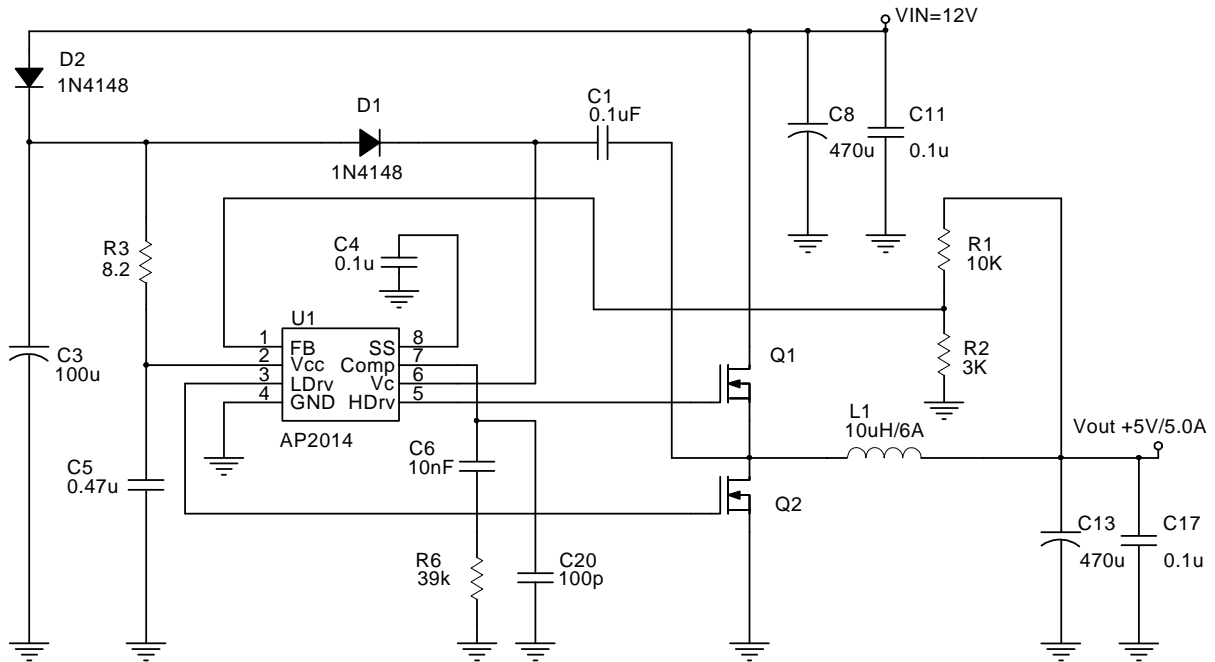 VIN=12V
D2
1N4148
D1
1N4148
C1
0.1uF
C8
470u
C11
0.1u
R3
8.2
C4
0.1u
R1
10K
R2
3K
C3
100u
U1
1 FB SS 8
2 Vcc Comp 7
3 LDrv Vc 6
4 GND HDrv 5
AP2014
Q1
L1
10uH/6A
Vout +5V/5.0A
C5
0.47u
C6
10nF
Q2
R6
39k
C20
100p
C13
470u
C17
0.1u